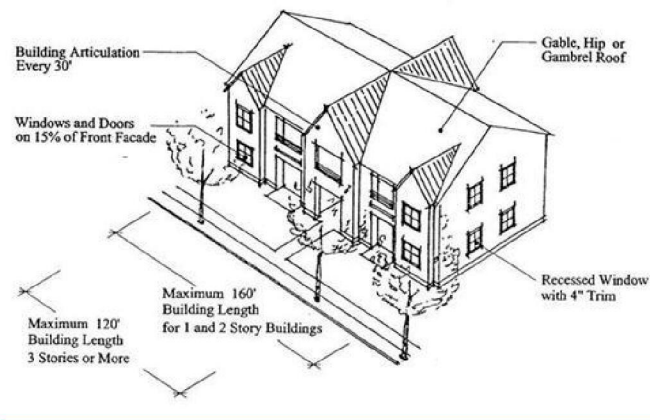 Building Articulation
Every 30'
Gable, Hip or
Gambrel Roof
Windows and Doors
on 15% of Front Facade
Recessed Window
with 4" Trim
Maximum 160'
Building Length
for 1 and 2 Story Buildings
Maximum 120'
Building Length
3 Stories or More